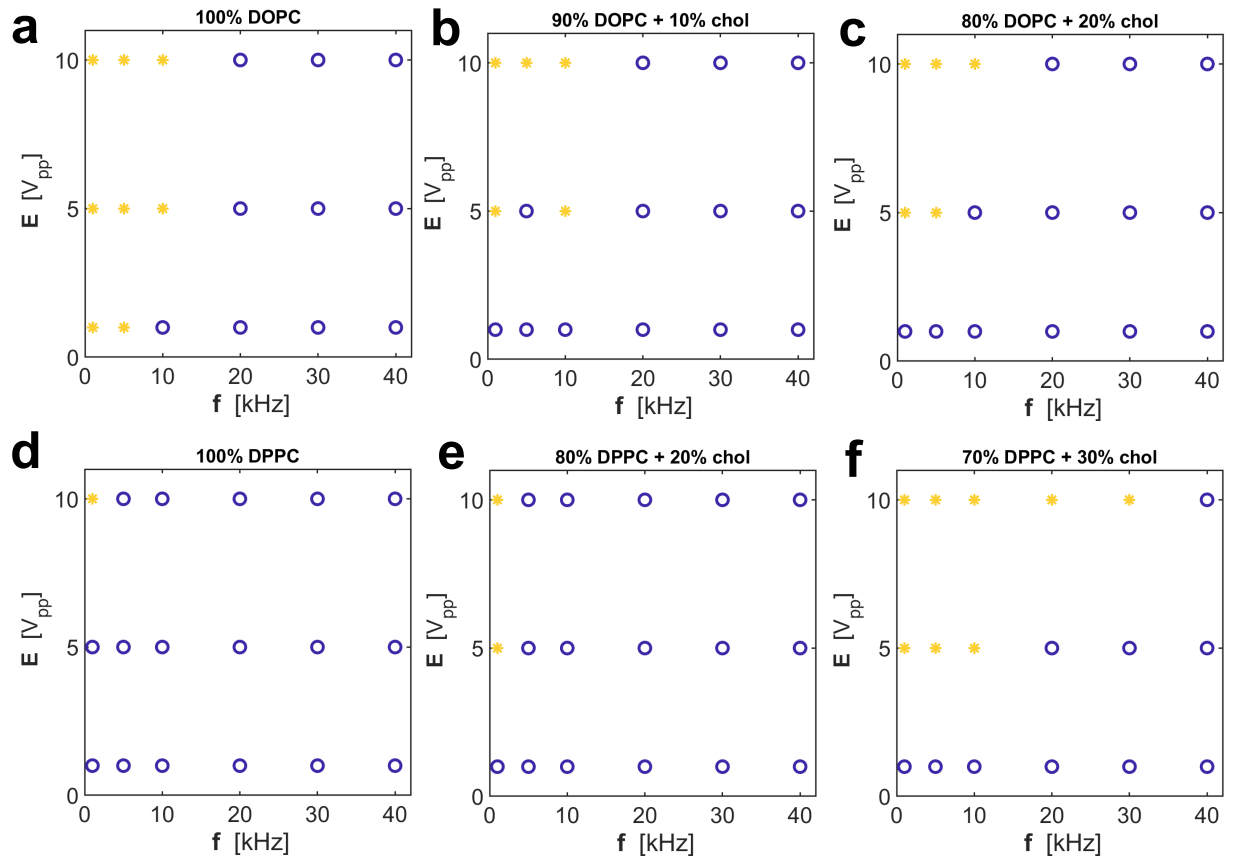 a
100% DOPC
10
5
0
E [Vpp]
0 10 20 30 40
f [kHz]
b
90% DOPC + 10% chol
10
5
0
E [Vpp]
0 10 20 30 40
f [kHz]
c
80% DOPC + 20% chol
10
5
0
E [Vpp]
0 10 20 30 40
f [kHz]
d
100% DPPC
10
5
0
E [Vpp]
0 10 20 30 40
f [kHz]
e
80% DPPC + 20% chol
10
5
0
E [Vpp]
0 10 20 30 40
f [kHz]
f
70% DPPC + 30% chol
10
5
0
E [Vpp]
0 10 20 30 40
f [kHz]